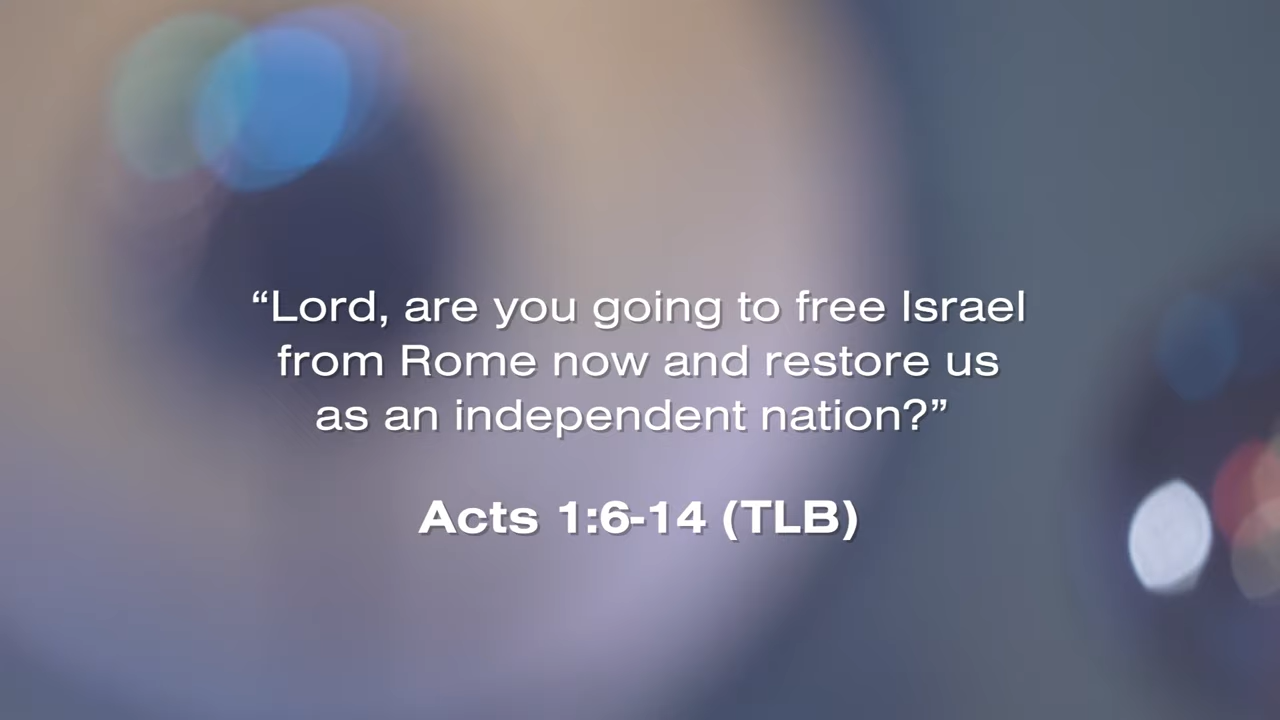 “Lord, are you going to free Israel
from Rome now and restore us
as an independent nation?”
Acts 1:6-14 (TLB)